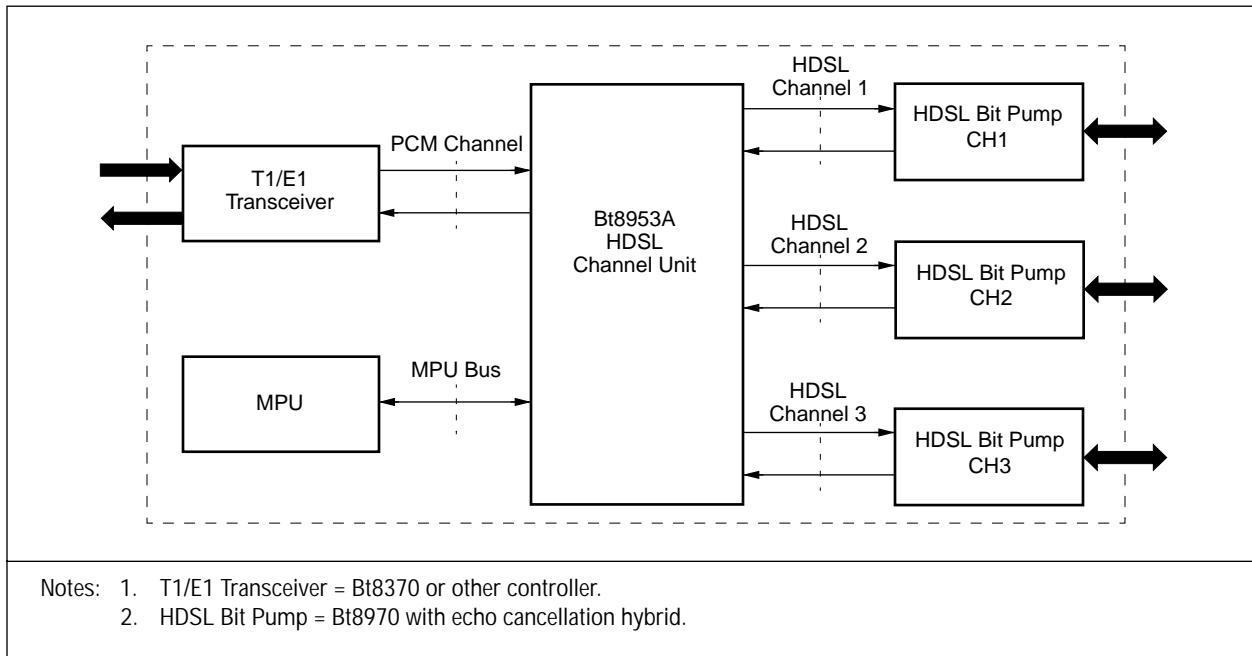 HDSL
Channel 1
HDSL Bit Pump
CH1
PCM Channel
T1/E1
Transceiver
Bt8953A
HDSL
Channel Unit
HDSL
Channel 2
HDSL Bit Pump
CH2
MPU Bus
MPU
HDSL
Channel 3
HDSL Bit Pump
CH3
Notes: 1. T1/E1 Transceiver = Bt8370 or other controller.
2. HDSL Bit Pump = Bt8970 with echo cancellation hybrid.